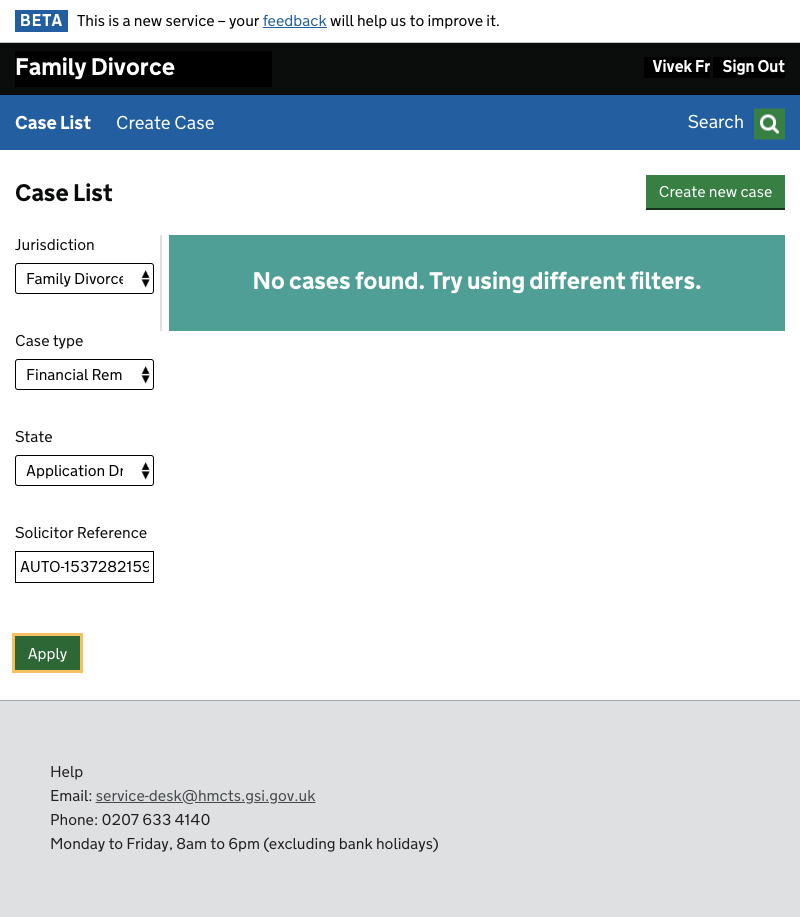 BETA This is a new service – your feedback will help us to improve it.
Family Divorce
Vivek Fr Sign Out
Case List Create Case Search
Case List
Create new case
Jurisdiction
Family Divorce
No cases found. Try using different filters.
Case type
Financial Rem
State
Application Dr
Solicitor Reference
AUTO-1537282159
Apply
Help
Email: service-desk@hmcts.gsi.gov.uk
Phone: 0207 633 4140
Monday to Friday, 8am to 6pm (excluding bank holidays)